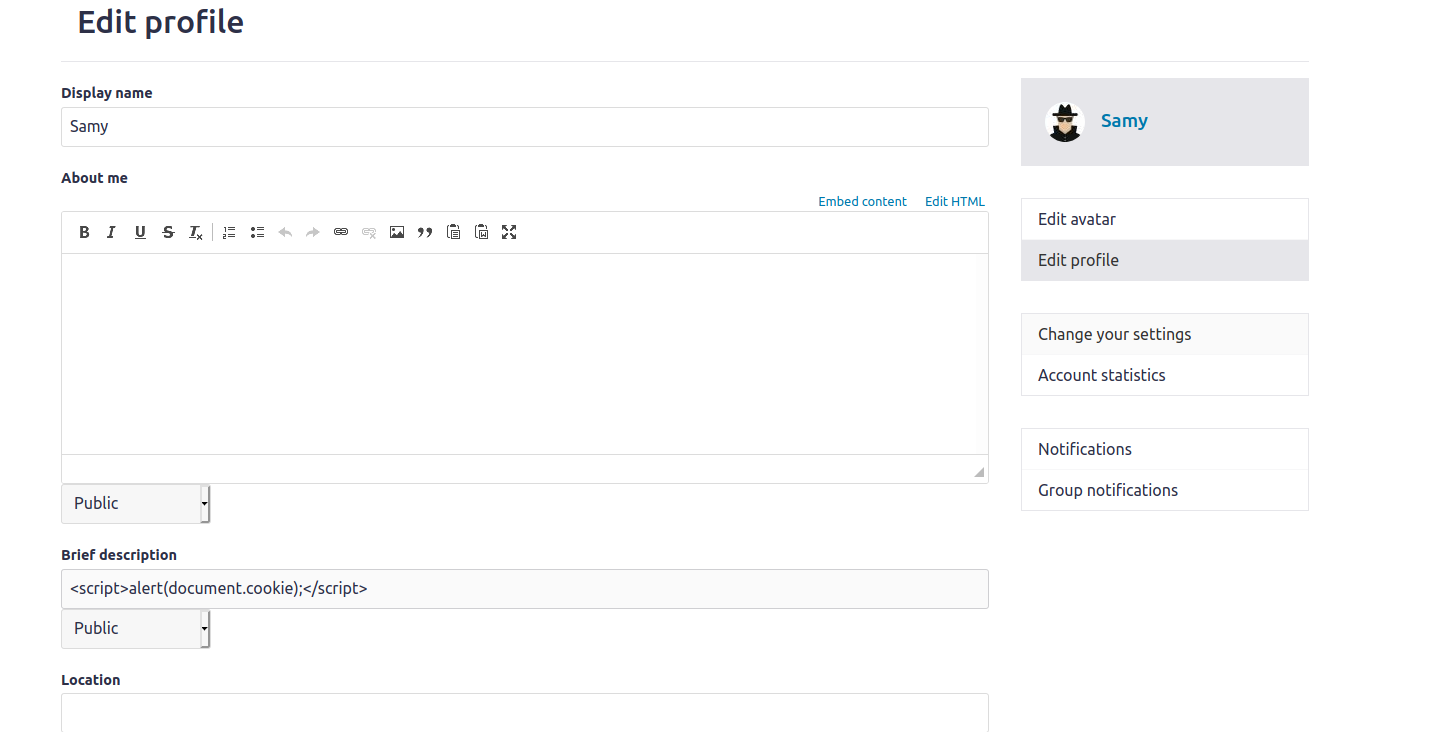 Edit profile
Display name
Samy
About me
Embed content Edit HTML
B I U S Tx
Public
Brief description
<script>alert(document.cookie);</script>
Public
Location
Samy
Edit avatar
Edit profile
Change your settings
Account statistics
Notifications
Group notifications